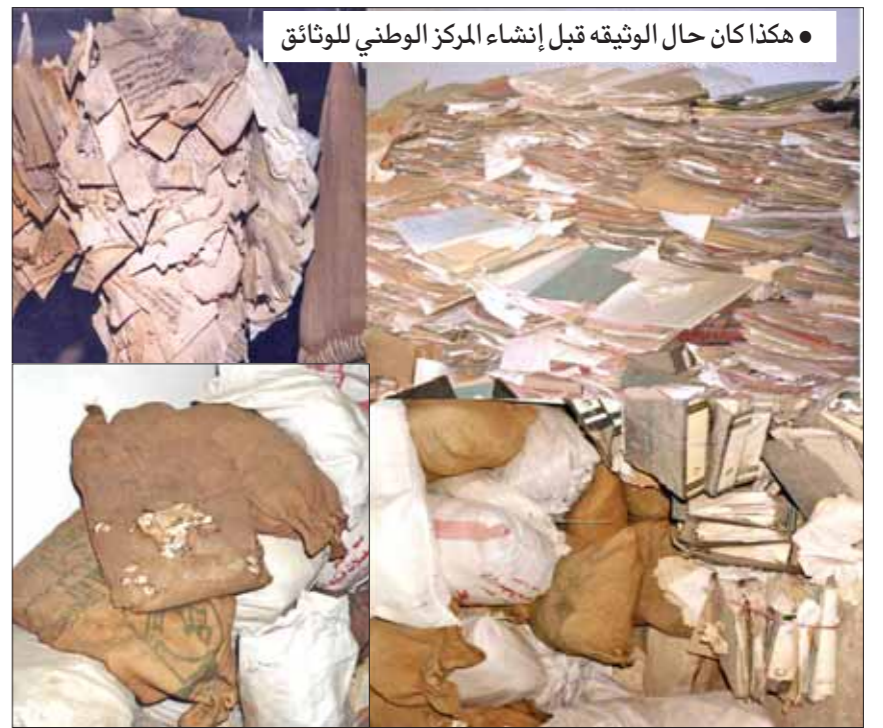 • هكذا كان حال الوثيقه قبل إنشاء المركز الوطني للوثائق